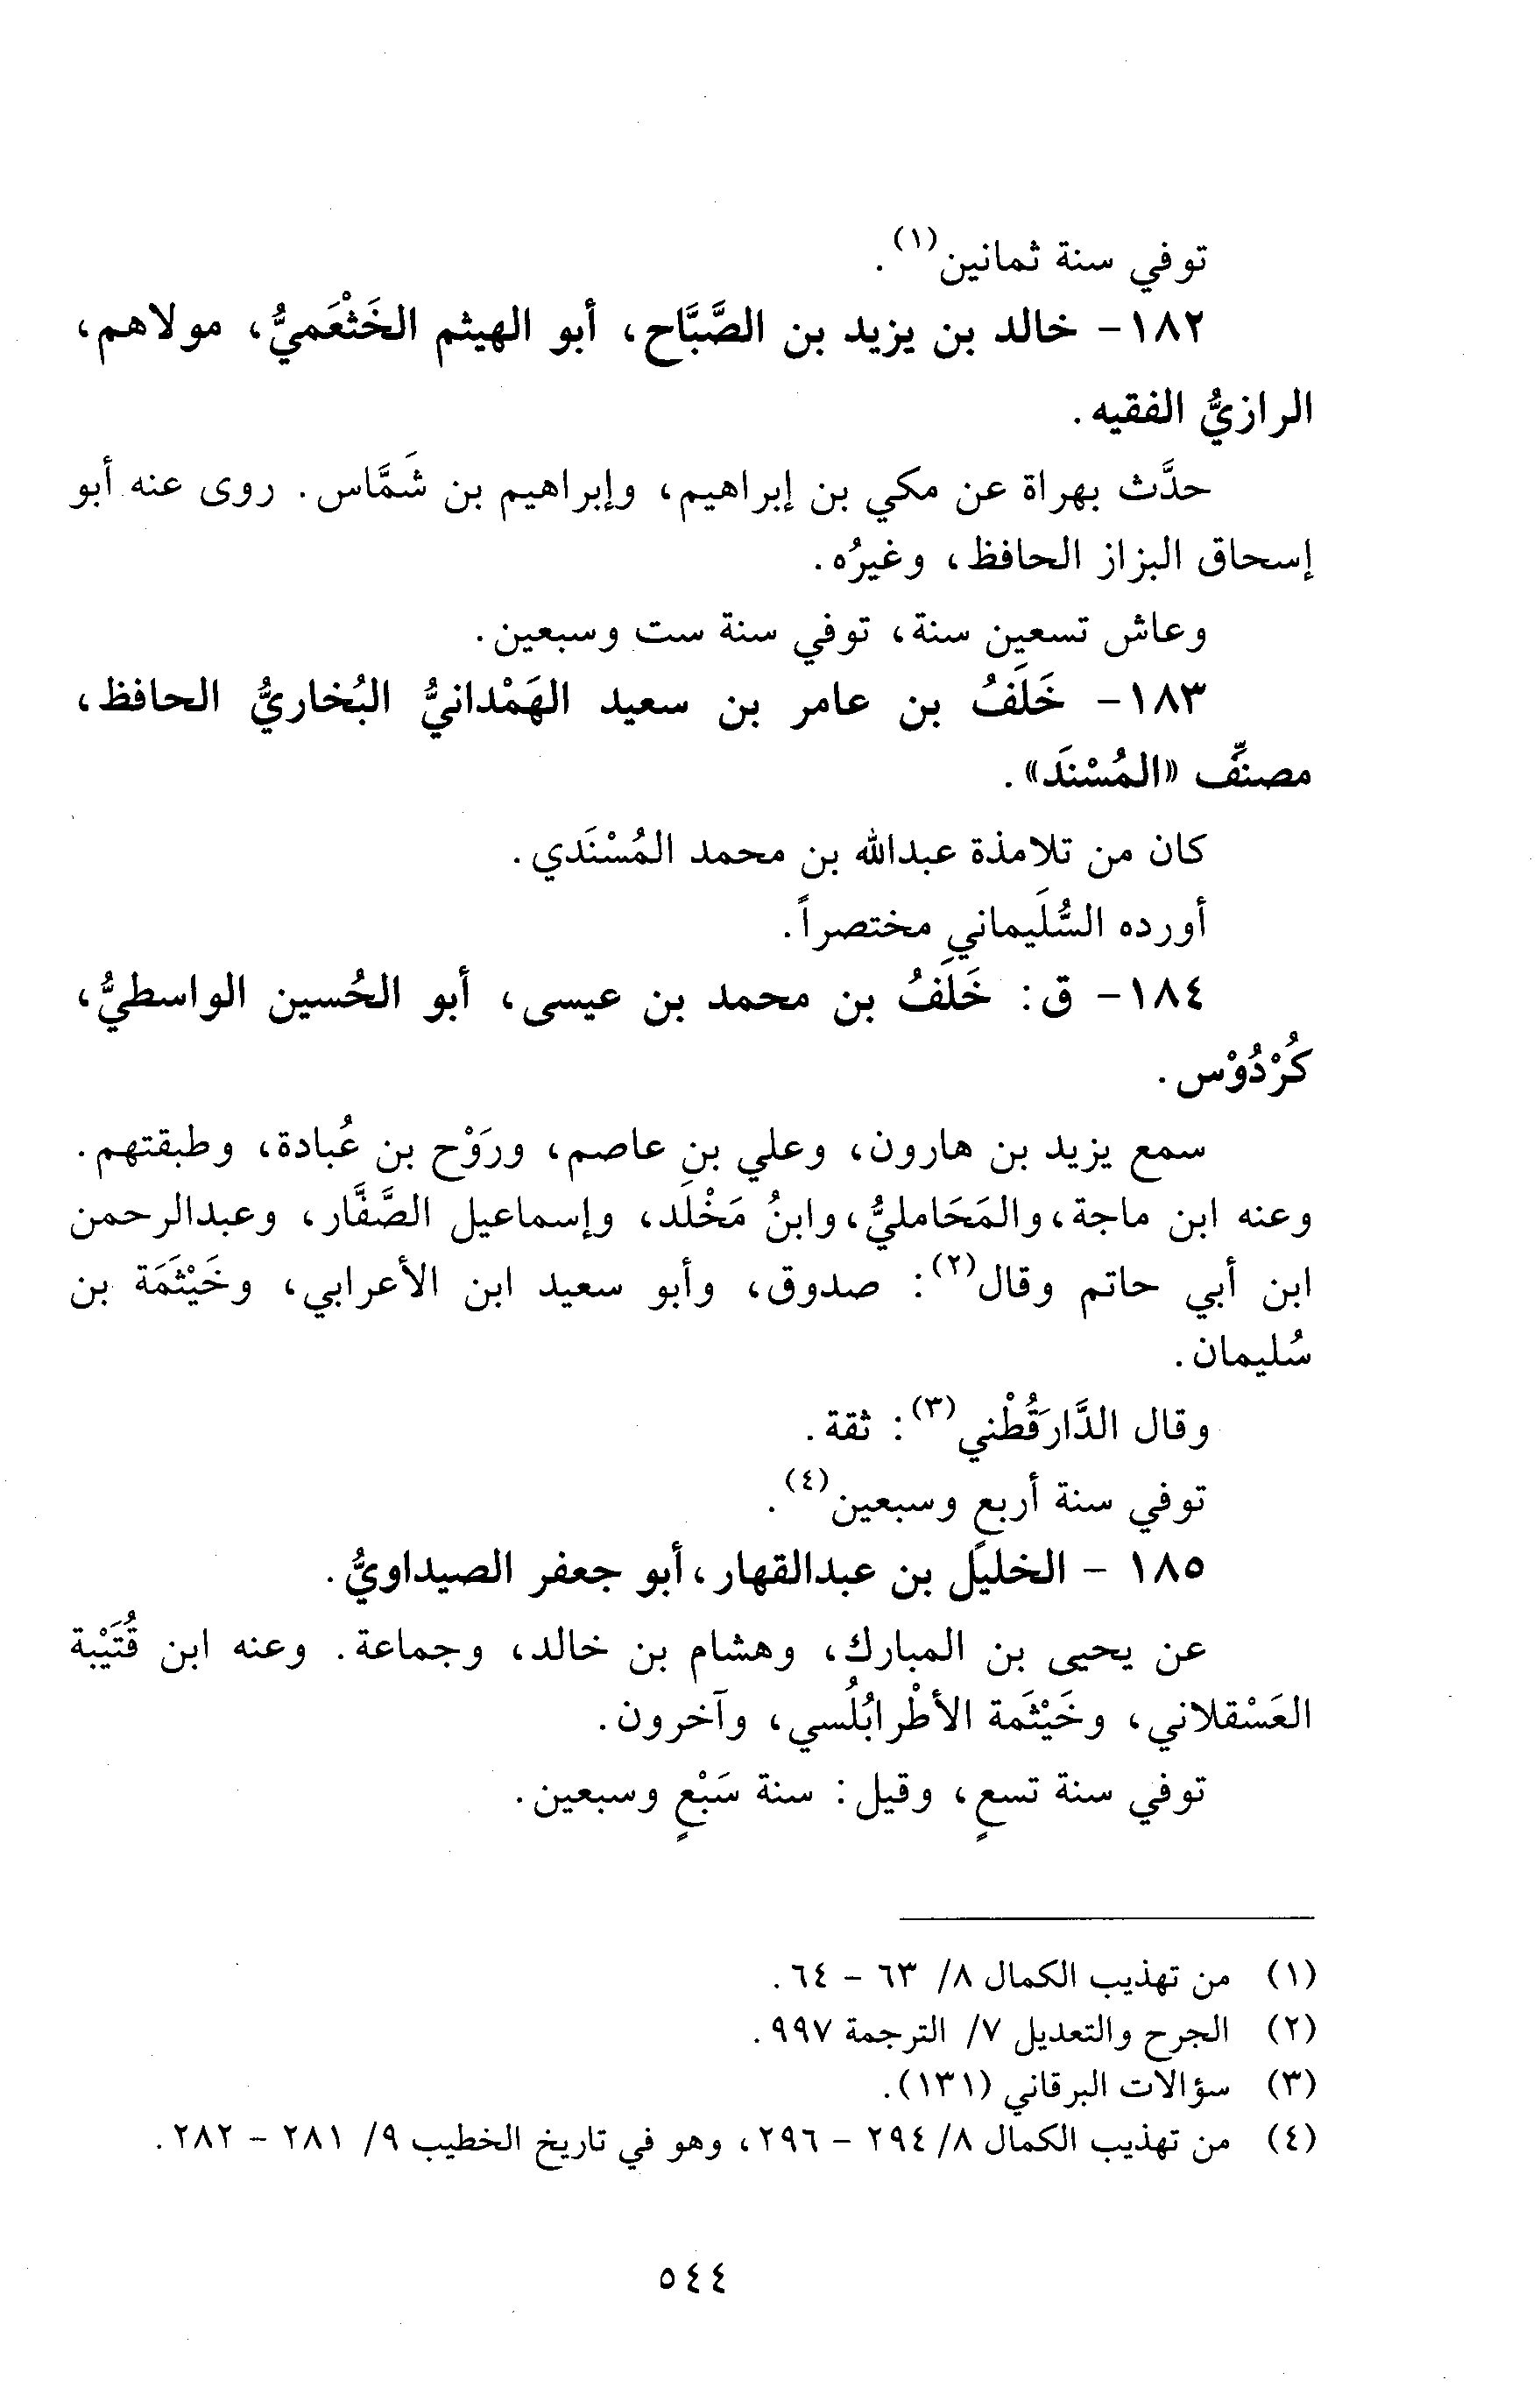 توفي سنة ثمانين(١).
١٨٢- خالد بن يزيد بن الصَّبَّاح، أبو الهيثم الخَثْعَميُّ، مولاهم،
الرازيُّ الفقيه.
حدَّث بهراة عن مكي بن إبراهيم، وإبراهيم بن شَمَّاس. روى عنه أبو
إسحاق البزاز الحافظ، وغيرُه.
وعاش تسعين سنة، توفي سنة ست وسبعين.
١٨٣- خَلَفُ بن عامر بن سعيد الهَمْدانيُّ البُخاريُّ الحافظ،
مصنِّف «المُسْنَد».
كان من تلامذة عبدالله بن محمد المُسْنَدي.
أورده السُّلَيماني مختصراً.
١٨٤- ق: خَلَفُ بن محمد بن عيسى، أبو الحُسين الواسطيُّ،
كُرْدُوْس.
سمع يزيد بن هارون، وعلي بن عاصم، ورَوْح بن عُبادة، وطبقتهم.
وعنه ابن ماجة، والمَحَامليُّ، وابنُ مَخْلَد، وإسماعيل الصَّفَّار، وعبدالرحمن
ابن أبي حاتم وقال(٢): صدوق، وأبو سعيد ابن الأعرابي، وخَيْثَمَة بن
سُليمان.
وقال الدَّارَقُطْني(٣): ثقة.
توفي سنة أربعٍ وسبعين(٤).
١٨٥ - الخليل بن عبدالقهار، أبو جعفر الصيداويُّ.
عن يحيى بن المبارك، وهشام بن خالد، وجماعة. وعنه ابن قُتَيْبة
العَسْقلاني، وخَيْثَمة الأطْرابُلُسي، وآخرون.
توفي سنة تسعٍ، وقيل: سنة سَبْعٍ وسبعين.
(١) من تهذيب الكمال ٨/ ٦٣ - ٦٤.
(٢) الجرح والتعديل ٧/ الترجمة ٩٩٧.
(٣) سؤالات البرقاني (١٣١).
(٤) من تهذيب الكمال ٨/ ٢٩٤ - ٢٩٦، وهو في تاريخ الخطيب ٩/ ٢٨١ - ٢٨٢.
٥٤٤